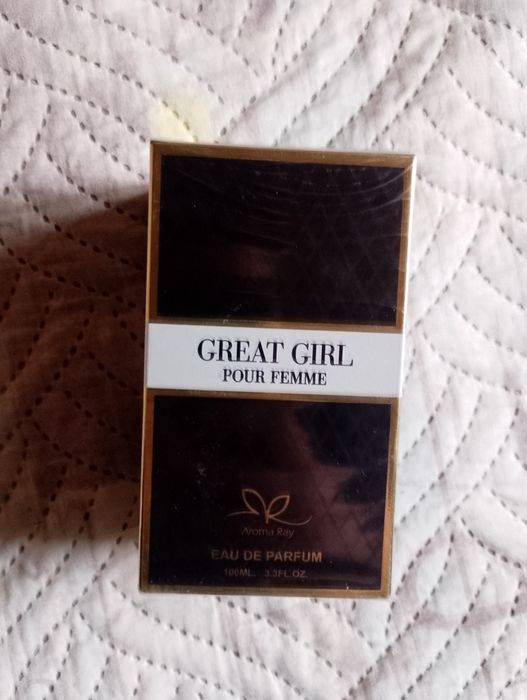 GREAT GIRL
POUR FEMME
Aroma Ray
EAU DE PARFUM
100ML. 3.3FL.OZ.